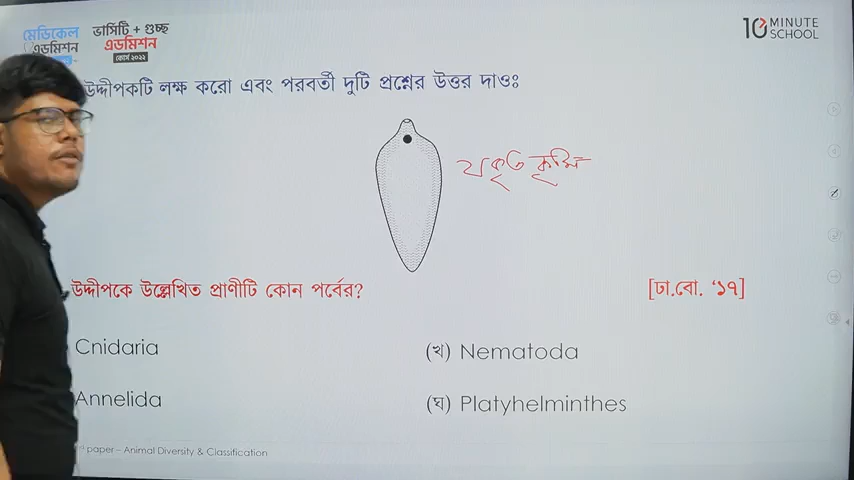 মেডিকেল
এডমিশন
ভার্সিটি + গুচ্ছ
এডমিশন
কোর্স ২০২২
10 MINUTE
SCHOOL
উদ্দীপকটি লক্ষ করো এবং পরবর্তী দুটি প্রশ্নের উত্তর দাওঃ
যকৃত কৃমি
উদ্দীপকে উল্লেখিত প্রাণীটি কোন পর্বের? [ঢা.বো. '১৭]
Cnidaria (খ) Nematoda
Annelida (ঘ) Platyhelminthes
paper – Animal Diversity & Classification